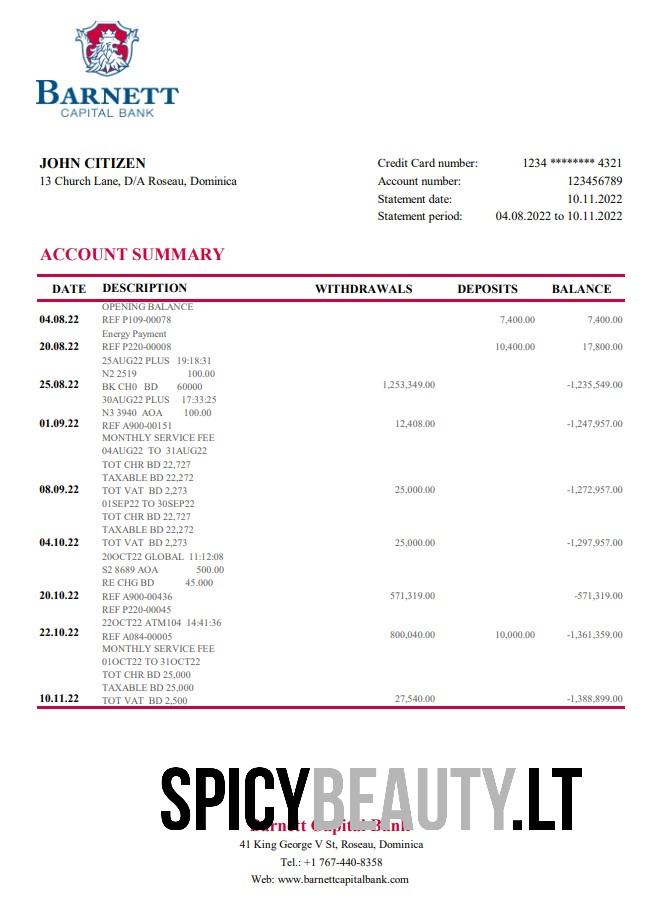 BARNETT
CAPITAL BANK
JOHN CITIZEN
13 Church Lane, D/A Roseau, Dominica
Credit Card number: 1234 ******** 4321
Account number: 123456789
Statement date: 10.11.2022
Statement period: 04.08.2022 to 10.11.2022
ACCOUNT SUMMARY
DATE DESCRIPTION WITHDRAWALS DEPOSITS BALANCE
OPENING BALANCE
04.08.22 REF P109-00078 7,400.00 7,400.00
Energy Payment
20.08.22 REF P220-00008 10,400.00 17,800.00
25AUG22 PLUS 19:18:31
N2 2519 100.00
25.08.22 BK CH0 BD 60000 1,253,349.00 -1,235,549.00
30AUG22 PLUS 17:33:25
N3 3940 AOA 100.00
01.09.22 REF A900-00151 12,408.00 -1,247,957.00
MONTHLY SERVICE FEE
04AUG22 TO 31AUG22
TOT CHR BD 22,727
TAXABLE BD 22,272
08.09.22 TOT VAT BD 2,273 25,000.00 -1,272,957.00
01SEP22 TO 30SEP22
TOT CHR BD 22,727
TAXABLE BD 22,272
04.10.22 TOT VAT BD 2,273 25,000.00 -1,297,957.00
20OCT22 GLOBAL 11:12:08
S2 8689 AOA 500.00
RE CHG BD 45.000
20.10.22 REF A900-00436 571,319.00 -571,319.00
REF P220-00045
22OCT22 ATM104 14:41:36
22.10.22 REF A084-00005 800,040.00 10,000.00 -1,361,359.00
MONTHLY SERVICE FEE
01OCT22 TO 31OCT22
TOT CHR BD 25,000
TAXABLE BD 25,000
10.11.22 TOT VAT BD 2,500 27,540.00 -1,388,899.00
SPICYBEAUTY.LT
Barnett Capital Bank
41 King George V St, Roseau, Dominica
Tel.: +1 767-440-8358
Web: www.barnettcapitalbank.com